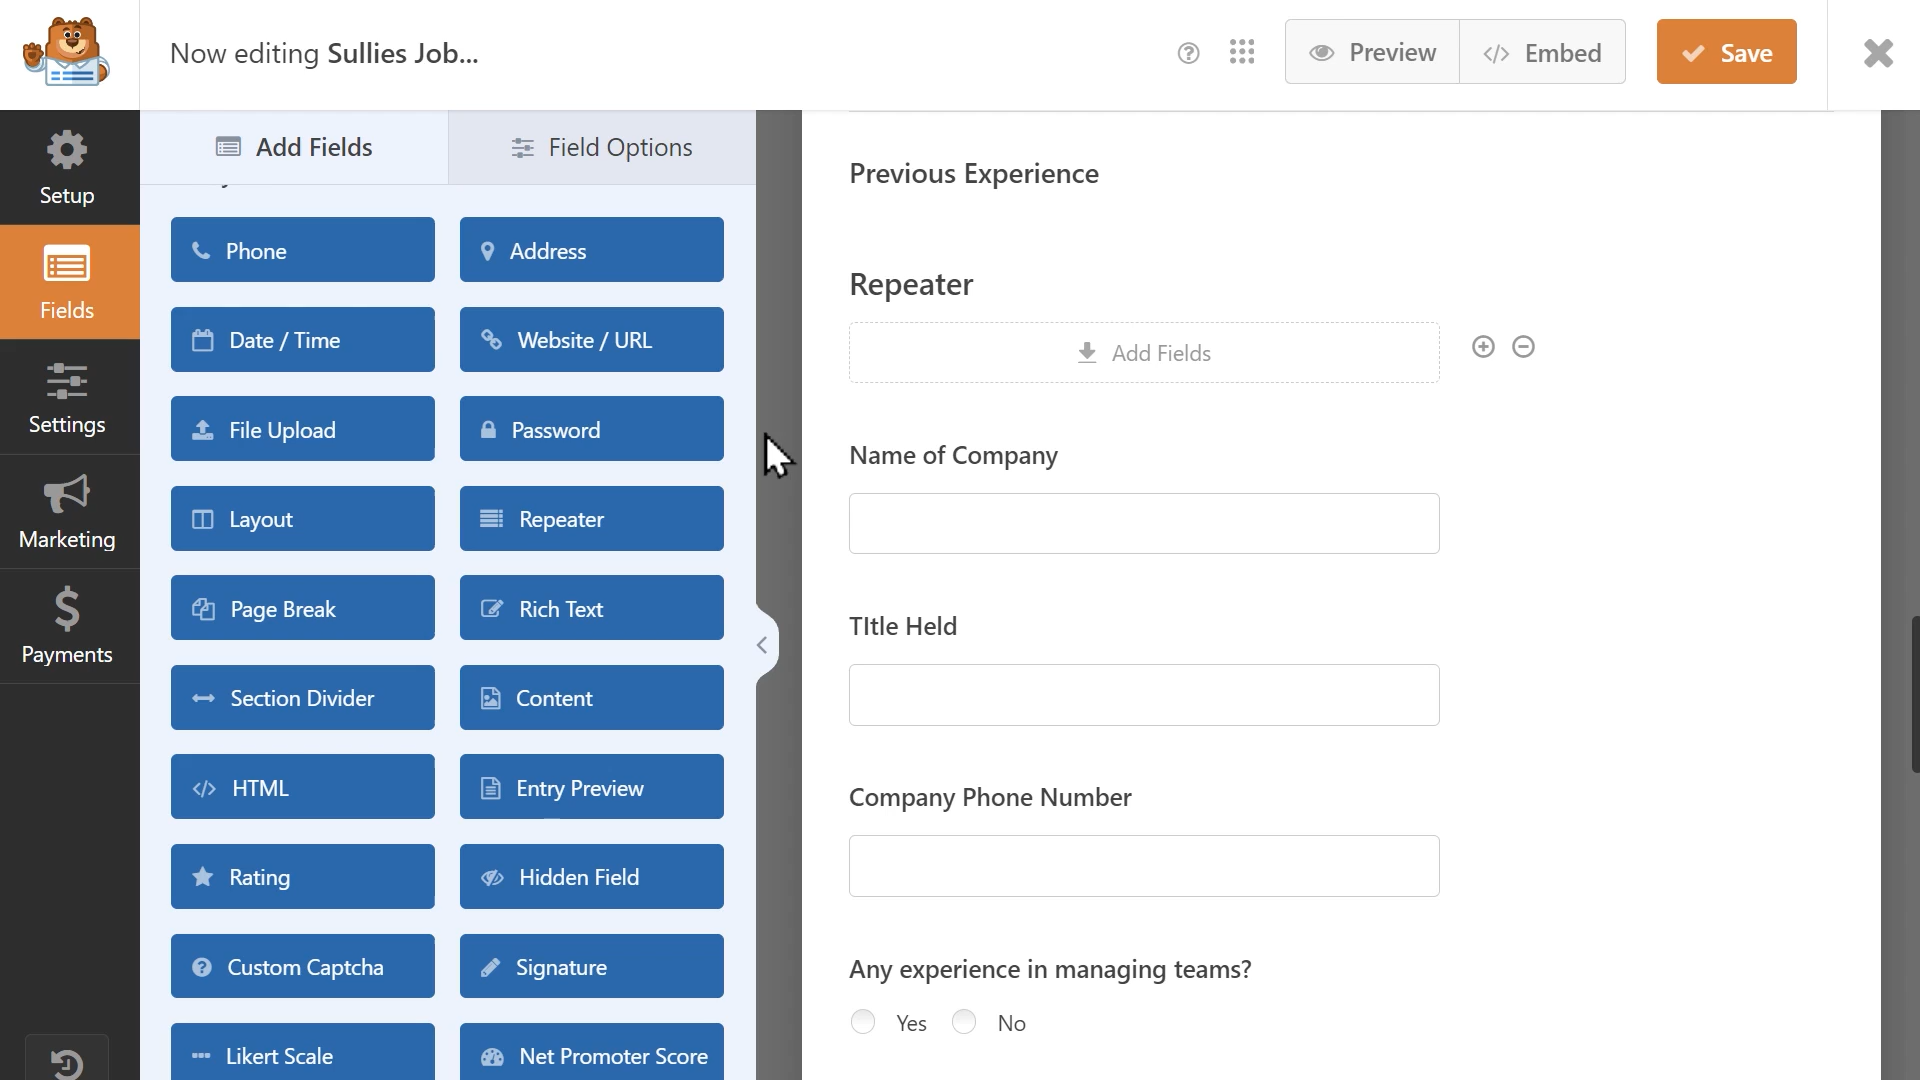 Now editing Sullies Job...
Preview
Embed
Save
Setup
Fields
Settings
Marketing
Payments
Add Fields
Field Options
Phone
Address
Date / Time
Website / URL
File Upload
Password
Layout
Repeater
Page Break
Rich Text
Section Divider
Content
HTML
Entry Preview
Rating
Hidden Field
Custom Captcha
Signature
Likert Scale
Net Promoter Score
Previous Experience
Repeater
Add Fields
Name of Company
TItle Held
Company Phone Number
Any experience in managing teams?
Yes No